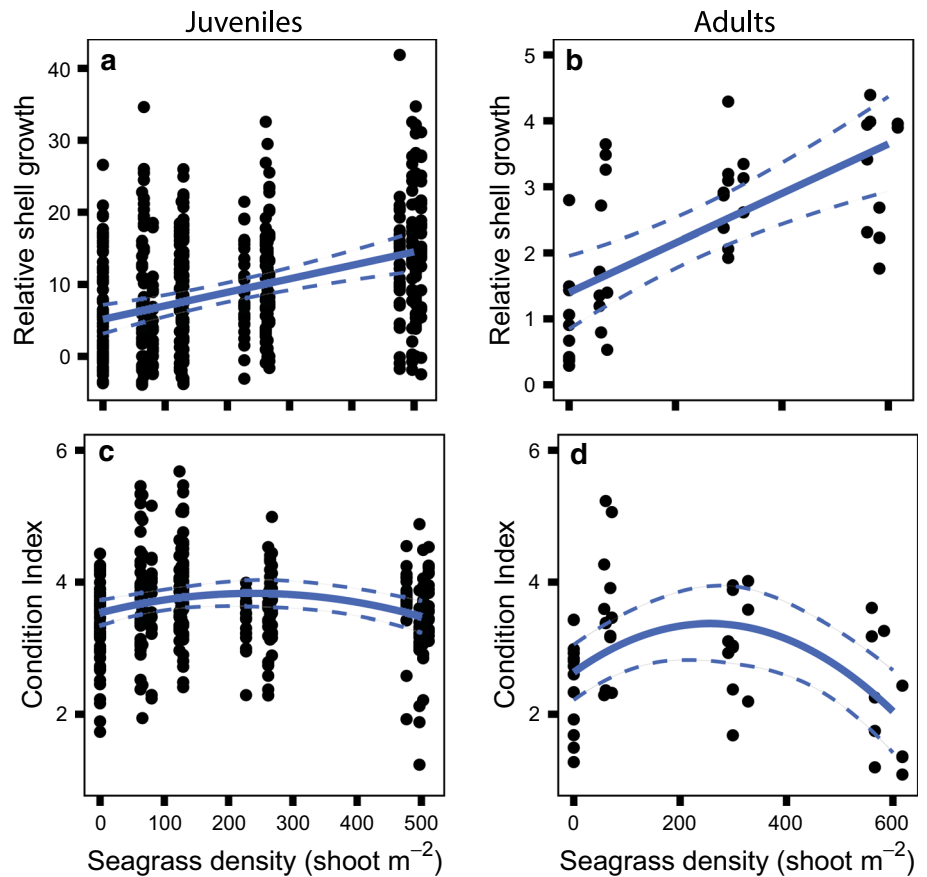 Juveniles
Adults
a
b
Relative shell growth
40
30
20
10
0
Relative shell growth
5
4
3
2
1
0
c
d
Condition Index
6
4
2
Condition Index
6
4
2
0 100 200 300 400 500
0 200 400 600
Seagrass density (shoot m⁻²)
Seagrass density (shoot m⁻²)